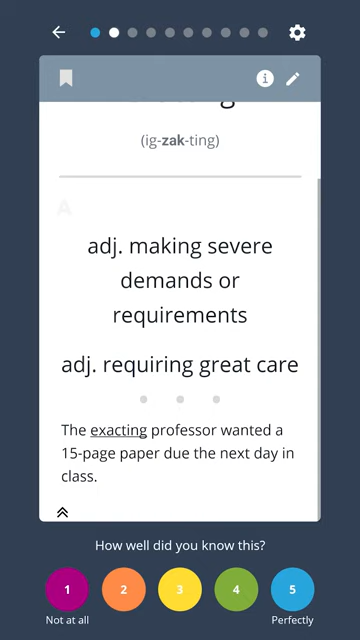 (ig-zak-ting)
A
adj. making severe
demands or
requirements
adj. requiring great care
The exacting professor wanted a
15-page paper due the next day in
class.
How well did you know this?
1
2
3
4
5
Not at all
Perfectly